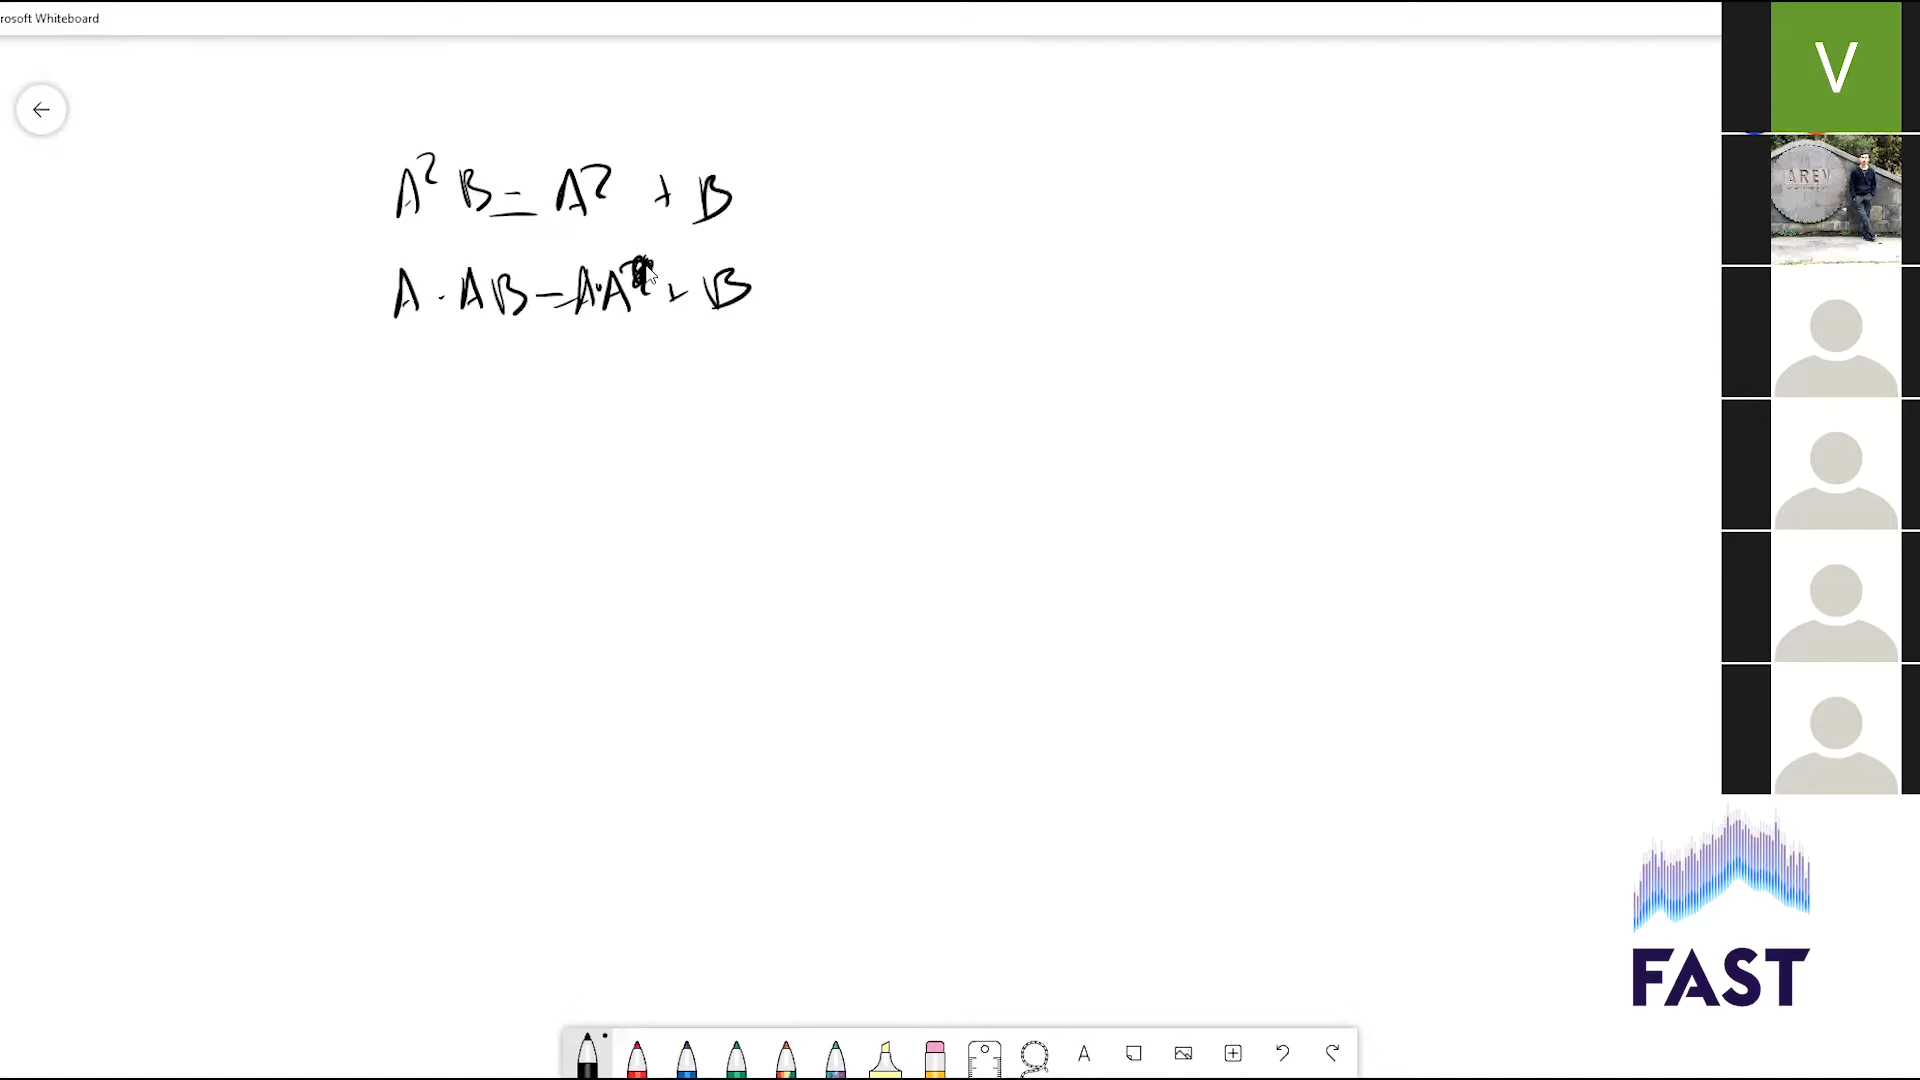 rosoft Whiteboard
V
AREV
A² B = A² + B
A · AB = A·A + B
FAST